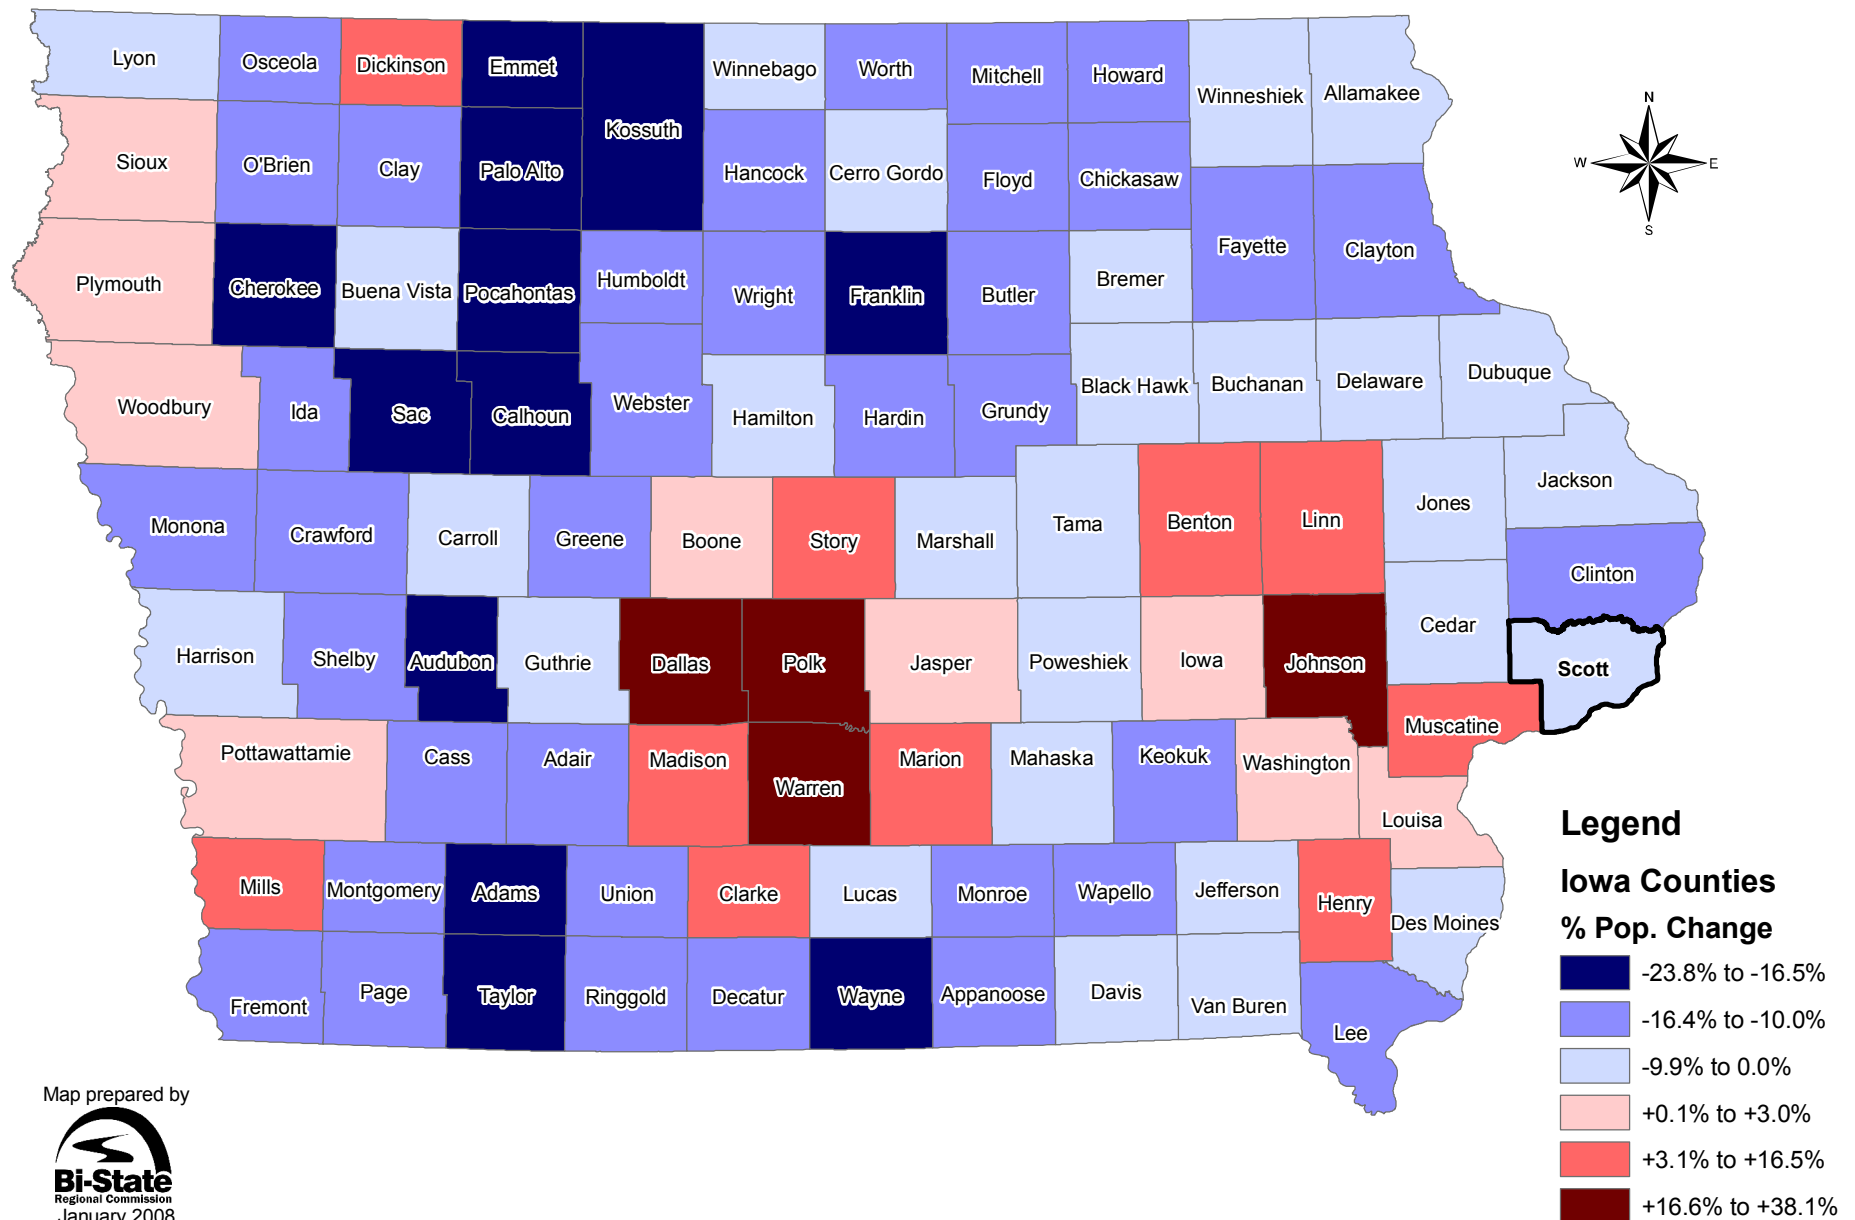 Lyon
Osceola
Dickinson
Emmet
Kossuth
Winnebago
Worth
Mitchell
Howard
Winneshiek
Allamakee
Sioux
O'Brien
Clay
Palo Alto
Hancock
Cerro Gordo
Floyd
Chickasaw
N
W
E
S
Plymouth
Cherokee
Buena Vista
Pocahontas
Humboldt
Wright
Franklin
Butler
Bremer
Fayette
Clayton
Woodbury
Ida
Sac
Calhoun
Webster
Hamilton
Hardin
Grundy
Black Hawk
Buchanan
Delaware
Dubuque
Monona
Crawford
Carroll
Greene
Boone
Story
Marshall
Tama
Benton
Linn
Jones
Jackson
Clinton
Harrison
Shelby
Audubon
Guthrie
Dallas
Polk
Jasper
Poweshiek
Iowa
Johnson
Cedar
Scott
Muscatine
Pottawattamie
Cass
Adair
Madison
Warren
Marion
Mahaska
Keokuk
Washington
Louisa
Mills
Montgomery
Adams
Union
Clarke
Lucas
Monroe
Wapello
Jefferson
Henry
Des Moines
Fremont
Page
Taylor
Ringgold
Decatur
Wayne
Appanoose
Davis
Van Buren
Lee
Legend
Iowa Counties
% Pop. Change
-23.8% to -16.5%
-16.4% to -10.0%
-9.9% to 0.0%
+0.1% to +3.0%
+3.1% to +16.5%
+16.6% to +38.1%
Map prepared by
Bi-State
Regional Commission
January 2008